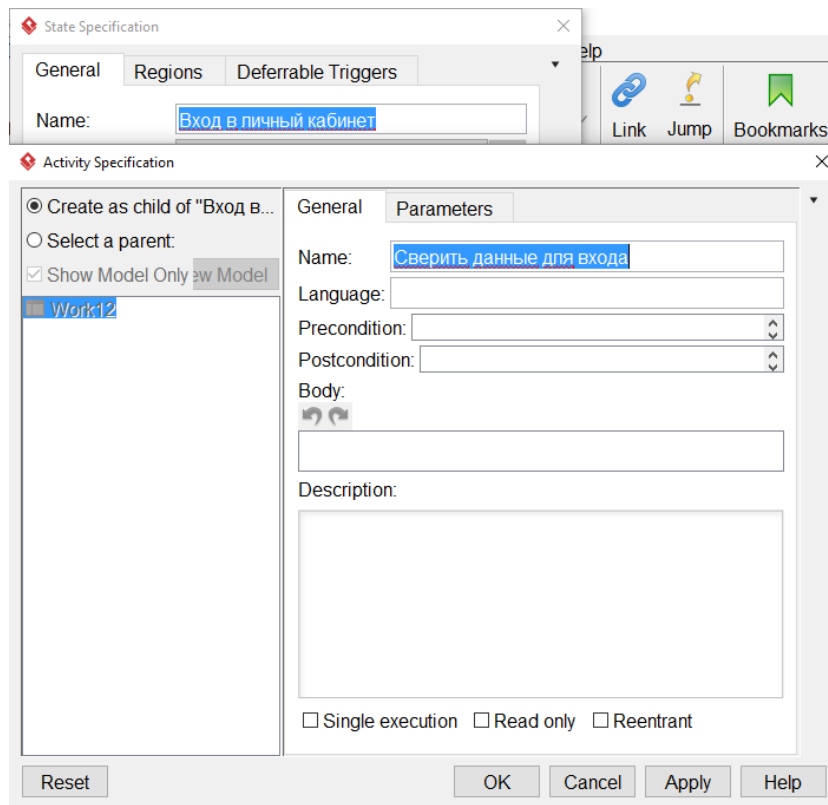 State Specification
elp
General Regions Deferrable Triggers
Name: Вход в личный кабинет
Link Jump Bookmarks
Activity Specification
Create as child of "Вход в...
Select a parent:
Show Model Only ew Model
Work12
General Parameters
Name: Сверить данные для входа
Language:
Precondition:
Postcondition:
Body:
Description:
Single execution Read only Reentrant
Reset OK Cancel Apply Help